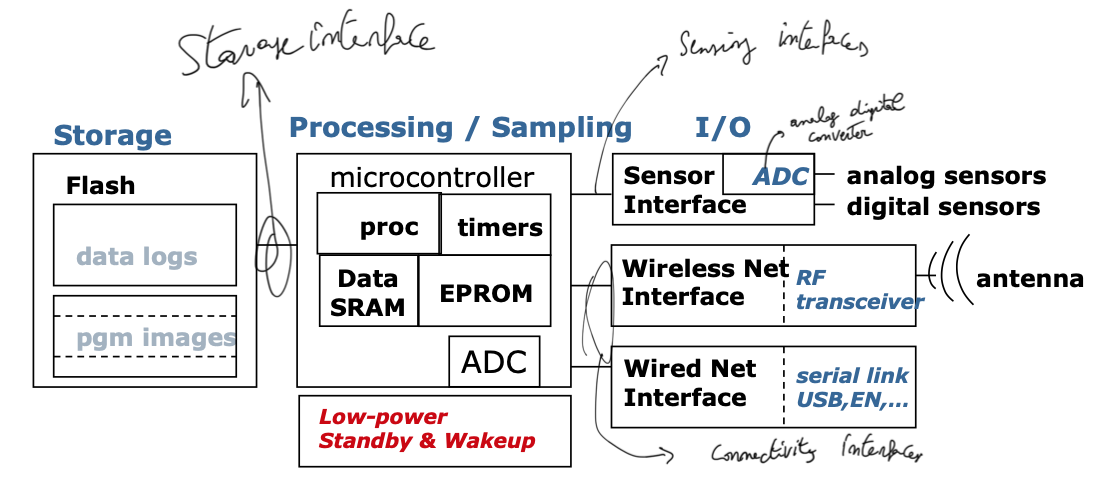 Storage interface
Sensing interfaces
analog digital
converter
Storage
Processing / Sampling
I/O
Flash
data logs
pgm images
microcontroller
proc
timers
Data
SRAM
EPROM
ADC
Low-power
Standby & Wakeup
Sensor
Interface
ADC
analog sensors
digital sensors
Wireless Net
Interface
RF
transceiver
antenna
Wired Net
Interface
serial link
USB,EN,...
Connectivity Interfaces